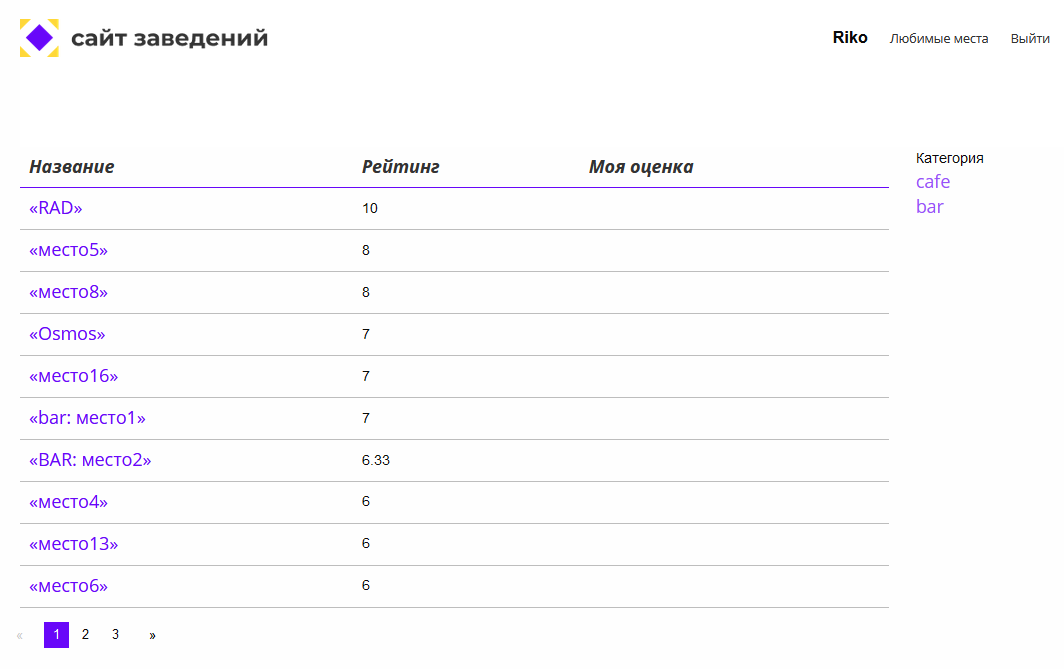 сайт заведений
Riko Любимые места Выйти
Название Рейтинг Моя оценка
Категория
cafe
bar
«RAD» 10
«место5» 8
«место8» 8
«Osmos» 7
«место16» 7
«bar: место1» 7
«BAR: место2» 6.33
«место4» 6
«место13» 6
«место6» 6
« 1 2 3 »